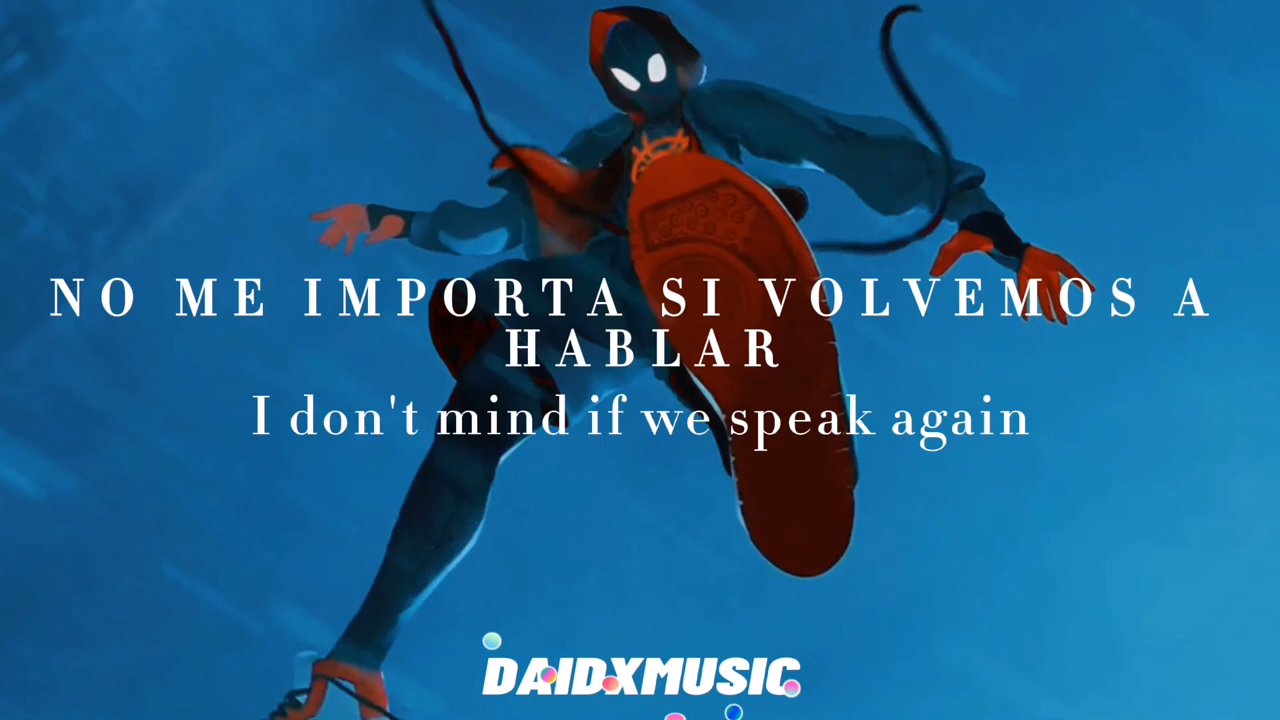 NO ME IMPORTA SI VOLVEMOS A
HABLAR
I don't mind if we speak again
DAIDXMUSIC